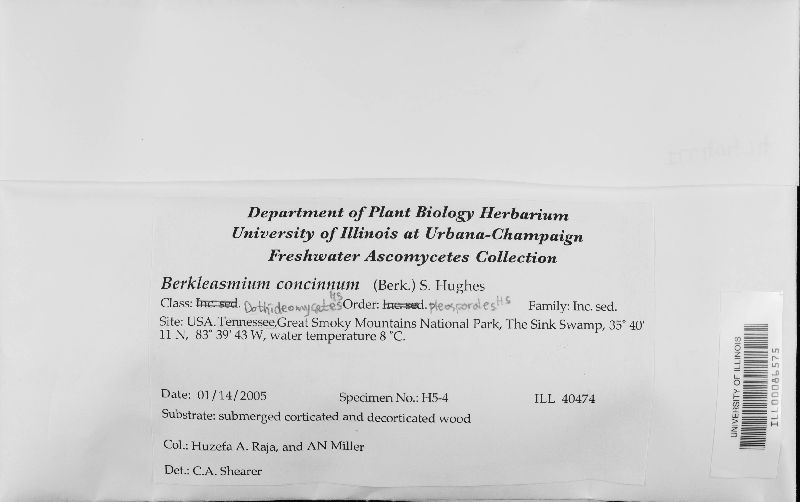 Department of Plant Biology Herbarium
University of Illinois at Urbana-Champaign
Freshwater Ascomycetes Collection
Berkleasmium concinnum (Berk.) S. Hughes
Class: Inc. sed. Dothideomycetes HS Order: Inc. sed. pleosporales HS Family: Inc. sed.
Site: USA. Tennessee,Great Smoky Mountains National Park, The Sink Swamp, 35° 40'
11 N, 83° 39' 43 W, water temperature 8 °C.
Date: 01/14/2005 Specimen No.: H5-4 ILL 40474
Substrate: submerged corticated and decorticated wood
Col.: Huzefa A. Raja, and AN Miller
Det.: C.A. Shearer
UNIVERSITY OF ILLINOIS
ILL00086575